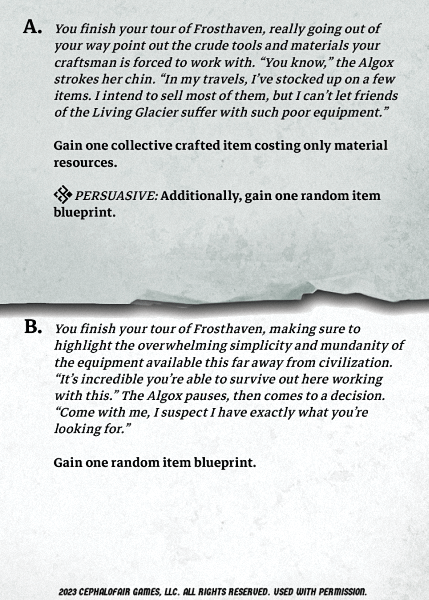 A. You finish your tour of Frosthaven, really going out of
your way point out the crude tools and materials your
craftsman is forced to work with. “You know,” the Algox
strokes her chin. “In my travels, I’ve stocked up on a few
items. I intend to sell most of them, but I can’t let friends
of the Living Glacier suffer with such poor equipment.”
Gain one collective crafted item costing only material
resources.
PERSUASIVE: Additionally, gain one random item
blueprint.
B. You finish your tour of Frosthaven, making sure to
highlight the overwhelming simplicity and mundanity of
the equipment available this far away from civilization.
“It’s incredible you’re able to survive out here working
with this.” The Algox pauses, then comes to a decision.
“Come with me, I suspect I have exactly what you’re
looking for.”
Gain one random item blueprint.
2023 CEPHALOFAIR GAMES, LLC. ALL RIGHTS RESERVED. USED WITH PERMISSION.